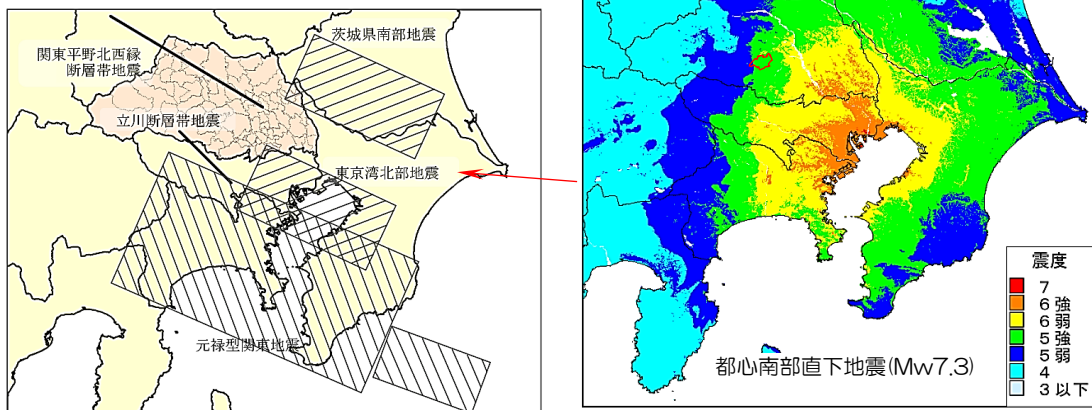 関東平野北西縁
断層帯地震
茨城県南部地震
立川断層帯地震
東京湾北部地震
元禄型関東地震
都心南部直下地震(Mw7.3)
震度
7
6強
6弱
5強
5弱
4
3以下